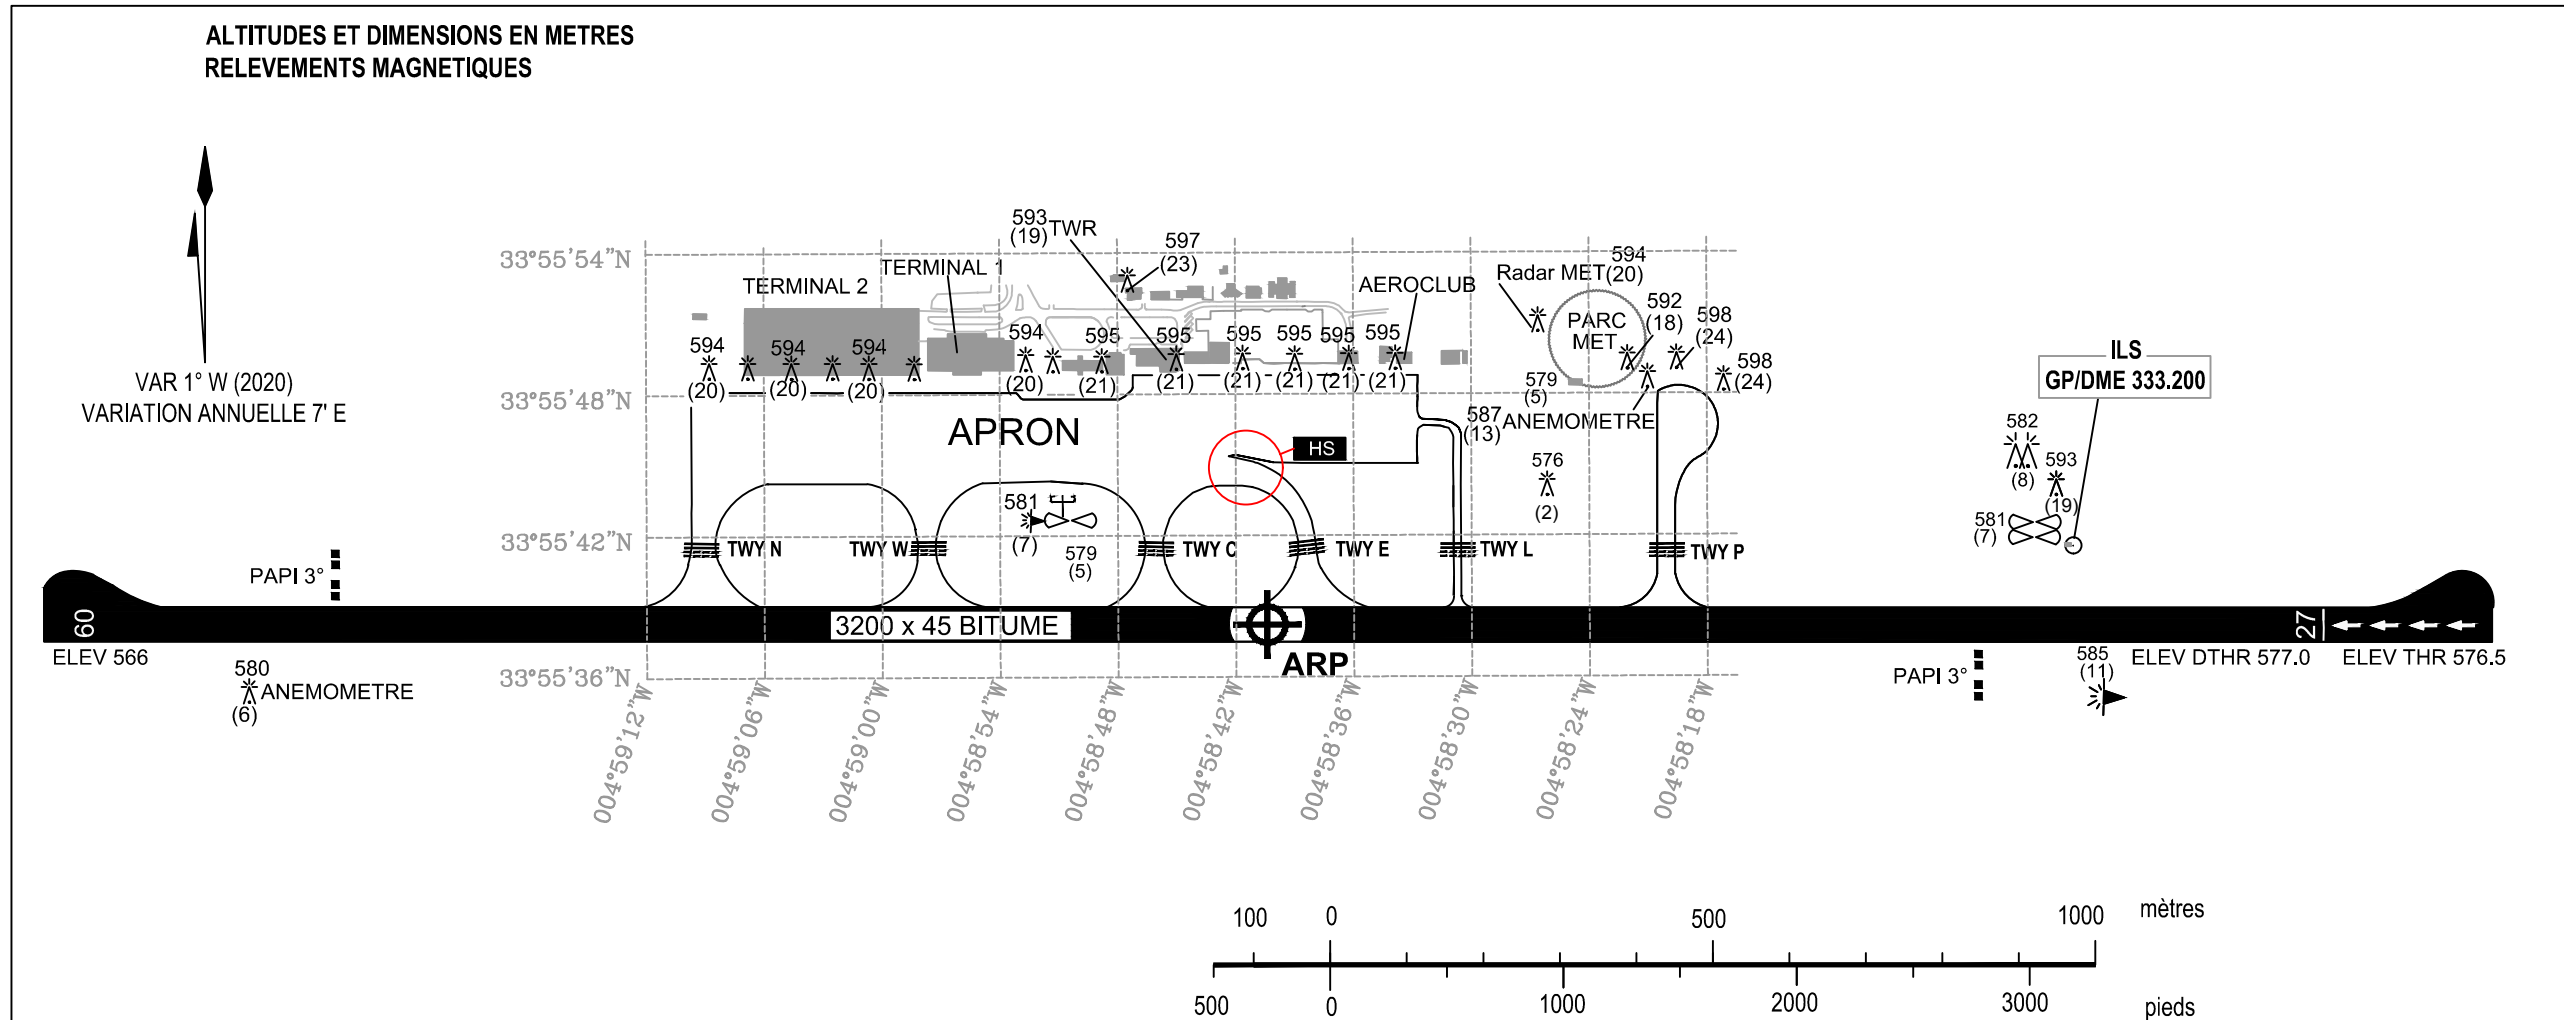 ALTITUDES ET DIMENSIONS EN METRES
RELEVEMENTS MAGNETIQUES
VAR 1° W (2020)
VARIATION ANNUELLE 7' E
33°55'54"N
33°55'48"N
33°55'42"N
33°55'36"N
593
(19)
TWR
597
(23)
TERMINAL 2
TERMINAL 1
AEROCLUB
Radar MET
594
(20)
PARC
MET
592
(18)
598
(24)
598
(24)
594
(20)
594
(20)
594
(20)
594
(20)
595
(21)
595
(21)
595
(21)
595
(21)
595
(21)
595
(21)
579
(5)
587
(13)
ANEMOMETRE
APRON
HS
576
(2)
ILS
GP/DME 333.200
582
(8)
593
(19)
581
(7)
581
(7)
579
(5)
TWY N
TWY W
TWY C
TWY E
TWY L
TWY P
PAPI 3°
09
3200 x 45 BITUME
27
ARP
ELEV 566
580
(6)
ANEMOMETRE
PAPI 3°
585
(11)
ELEV DTHR 577.0
ELEV THR 576.5
004°59'12"W
004°59'06"W
004°59'00"W
004°58'54"W
004°58'48"W
004°58'42"W
004°58'36"W
004°58'30"W
004°58'24"W
004°58'18"W
100 0 500 1000 mètres
500 0 1000 2000 3000 pieds